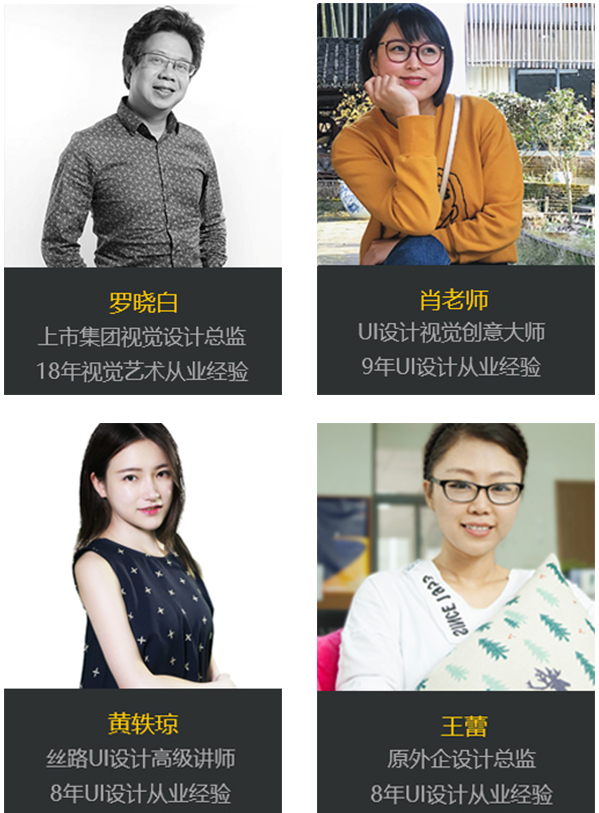 罗晓白
上市集团视觉设计总监
18年视觉艺术从业经验
肖老师
UI设计视觉创意大师
9年UI设计从业经验
SINCE 1992
黄轶琼
丝路UI设计高级讲师
8年UI设计从业经验
王蕾
原外企设计总监
8年UI设计从业经验